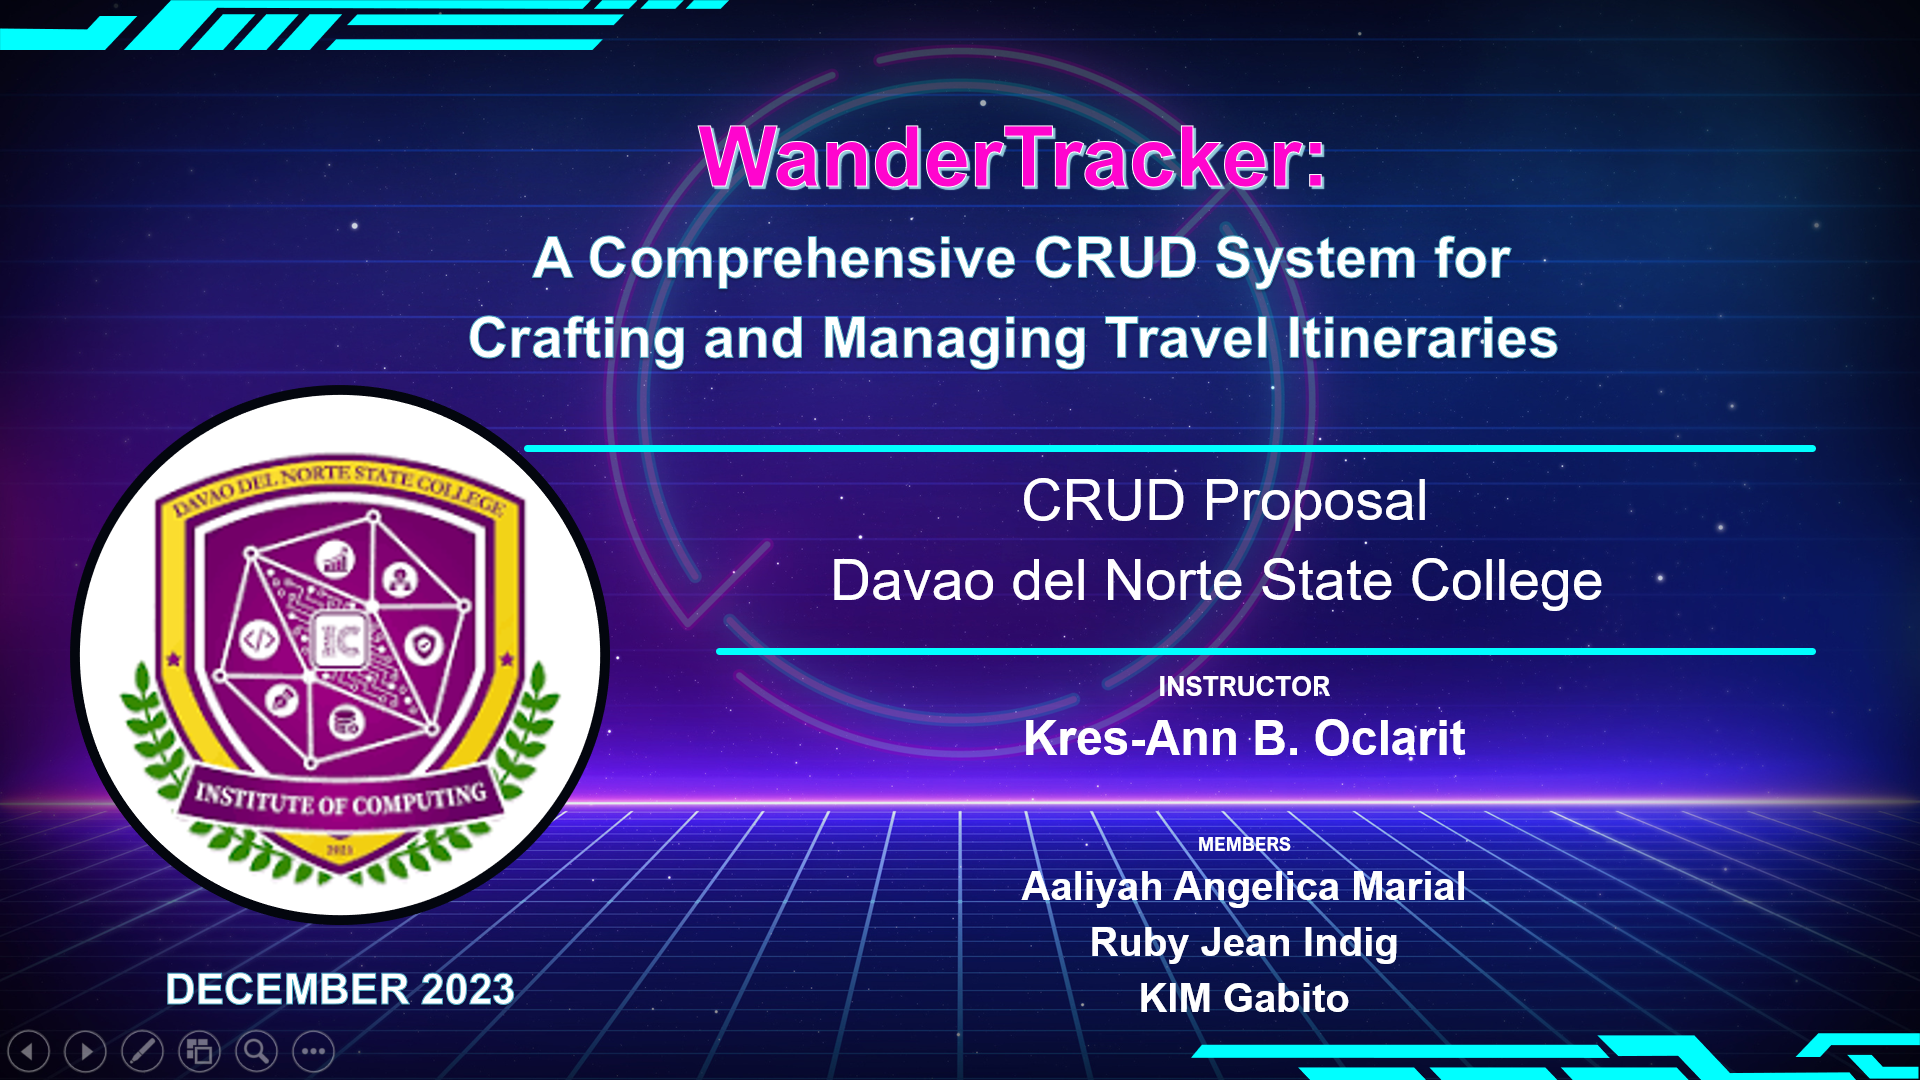 WanderTracker:
A Comprehensive CRUD System for
Crafting and Managing Travel Itineraries
DAVAO DEL NORTE STATE COLLEGE
IC
INSTITUTE OF COMPUTING
CRUD Proposal
Davao del Norte State College
INSTRUCTOR
Kres-Ann B. Oclarit
MEMBERS
Aaliyah Angelica Marial
Ruby Jean Indig
KIM Gabito
DECEMBER 2023